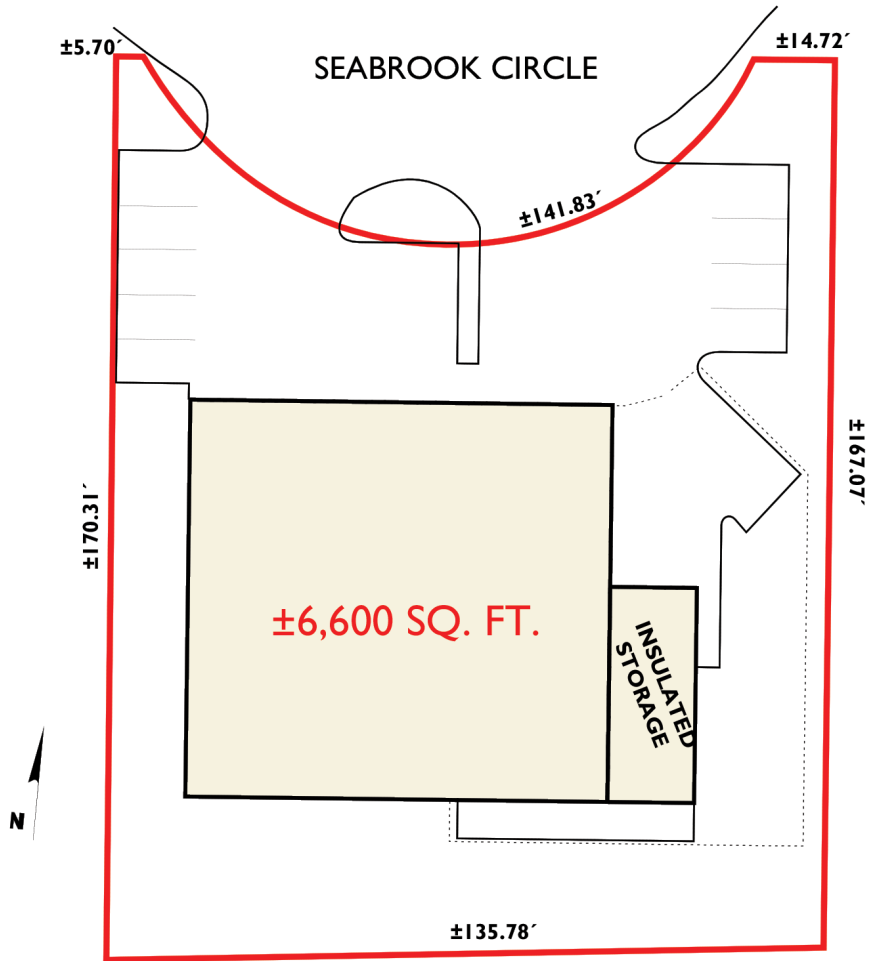 ±5.70´
SEABROOK CIRCLE
±14.72´
±141.83´
±170.31´
±167.07´
±6,600 SQ. FT.
INSULATED
STORAGE
N
±135.78´